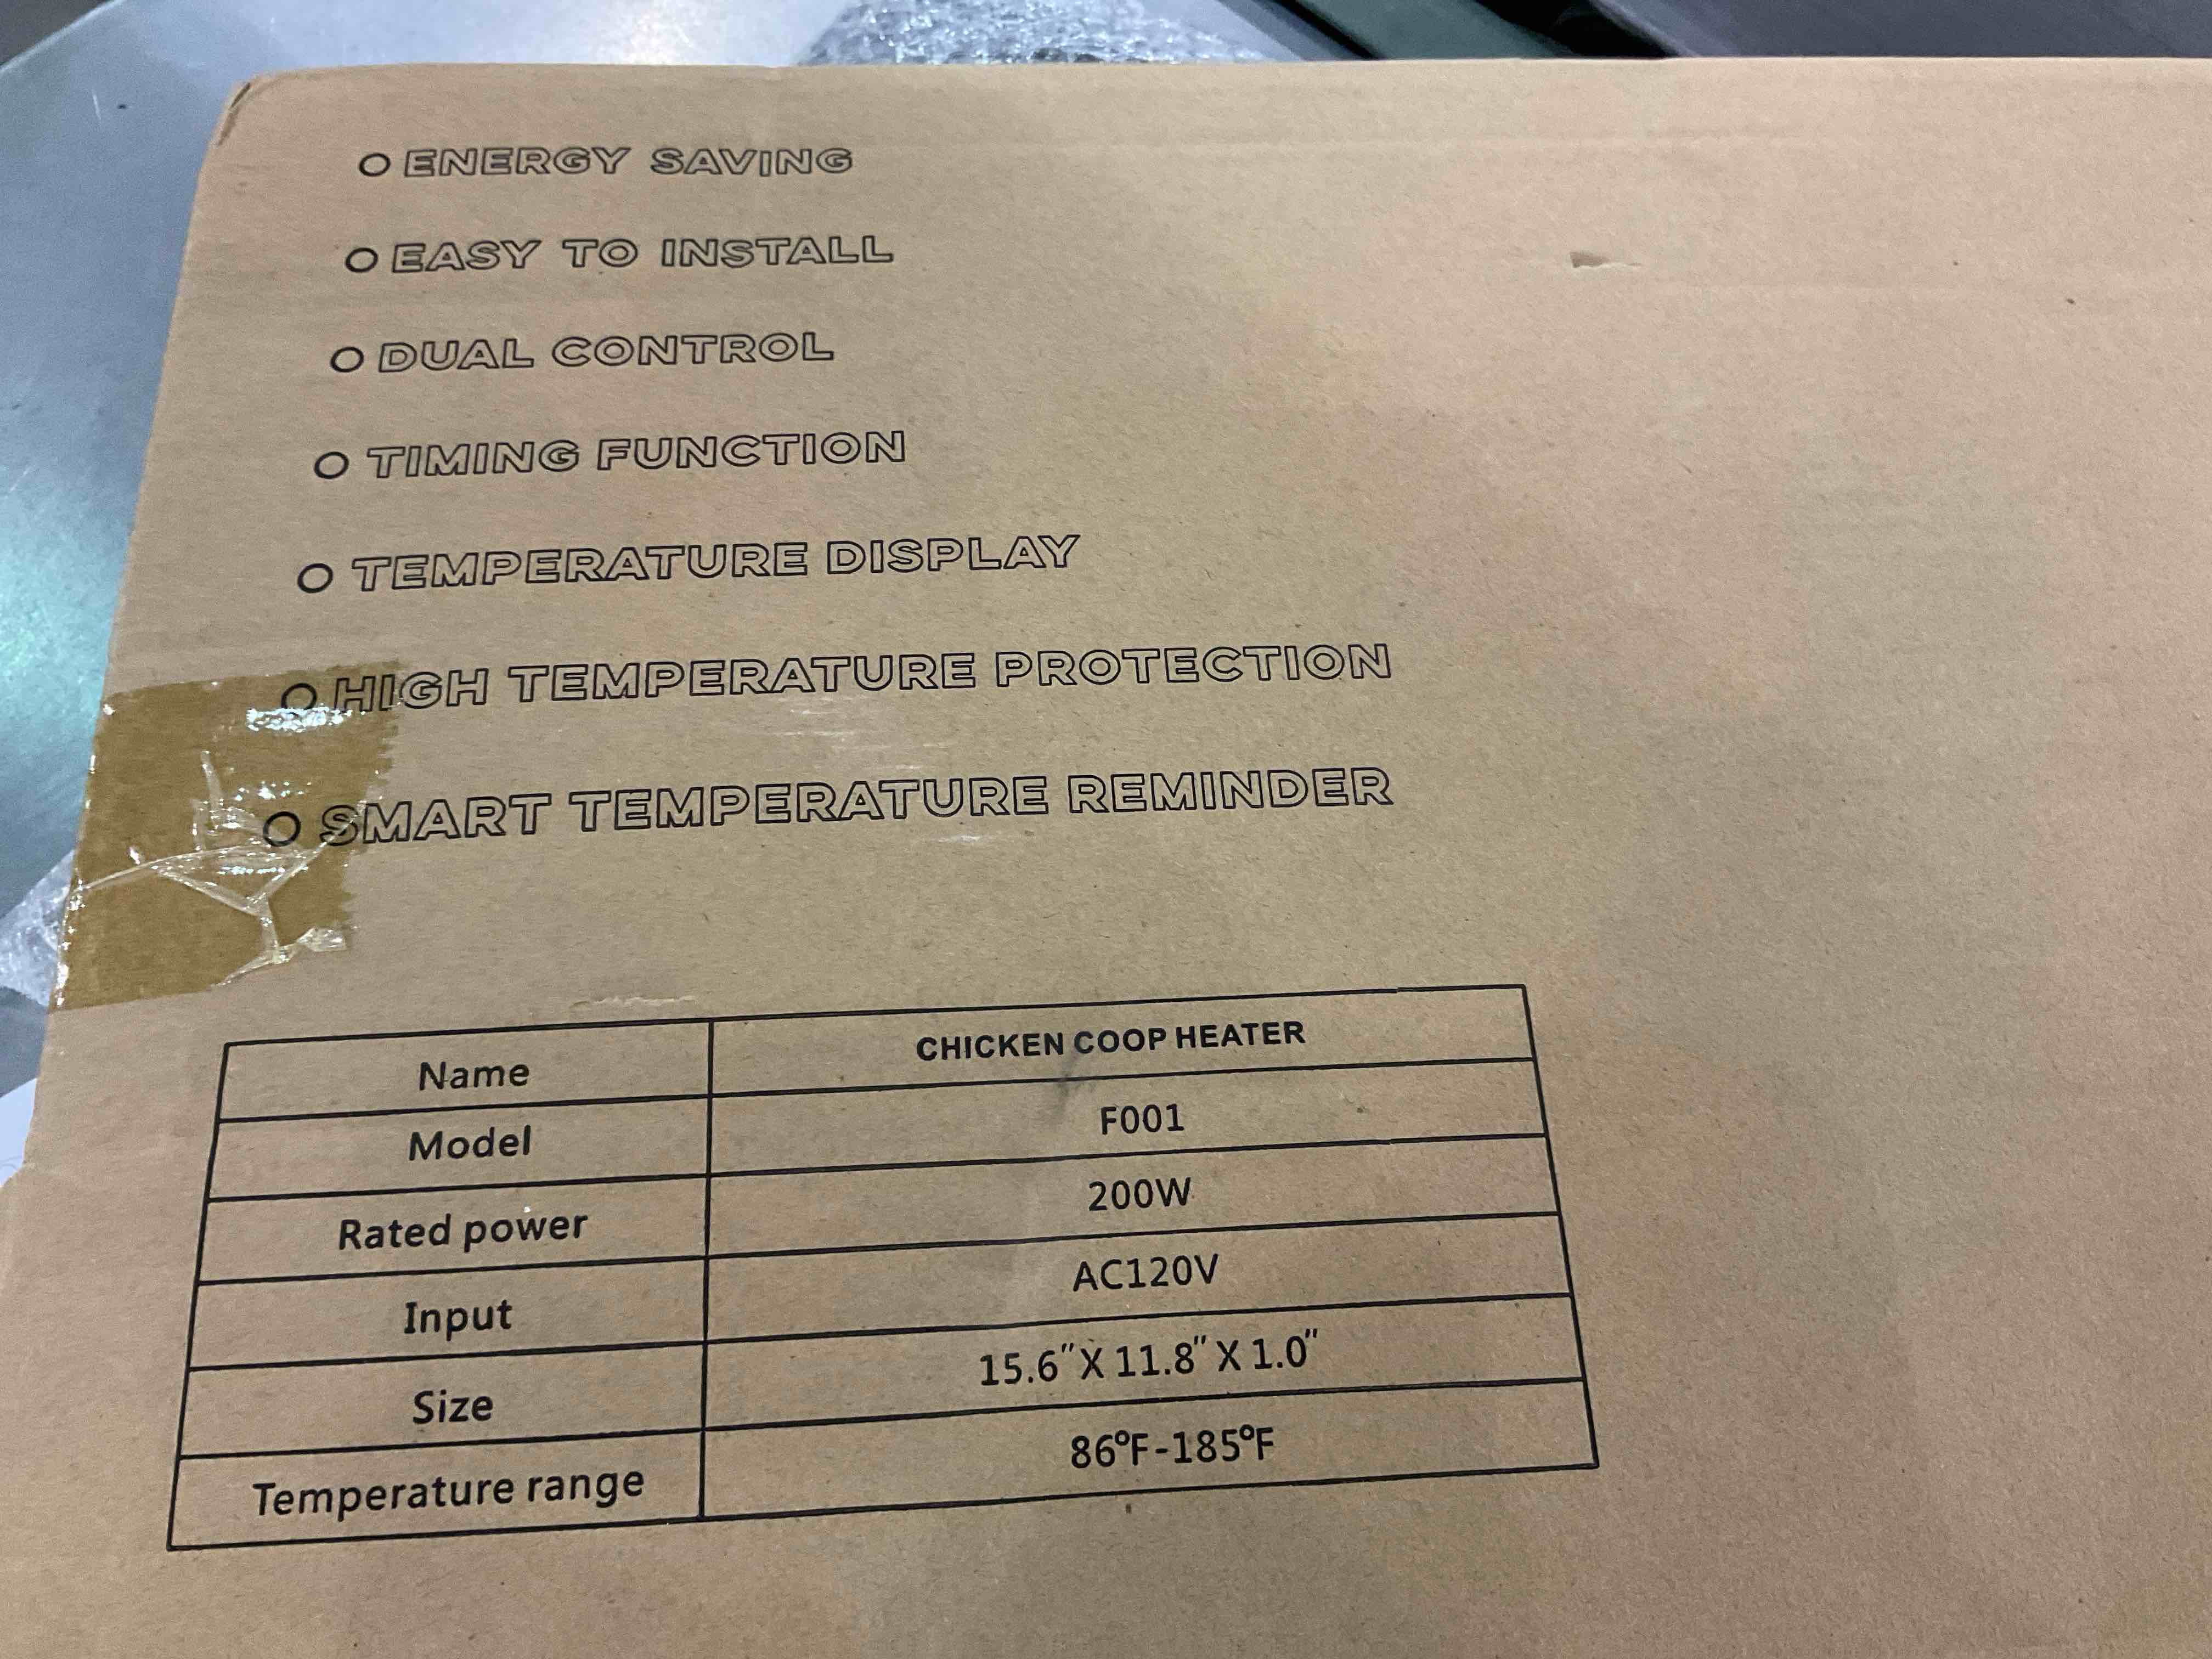 O ENERGY SAVING
O EASY TO INSTALL
O DUAL CONTROL
O TIMING FUNCTION
O TEMPERATURE DISPLAY
O HIGH TEMPERATURE PROTECTION
O SMART TEMPERATURE REMINDER
Name CHICKEN COOP HEATER
Model F001
Rated power 200W
Input AC120V
Size 15.6"X 11.8"X 1.0"
Temperature range 86°F-185°F